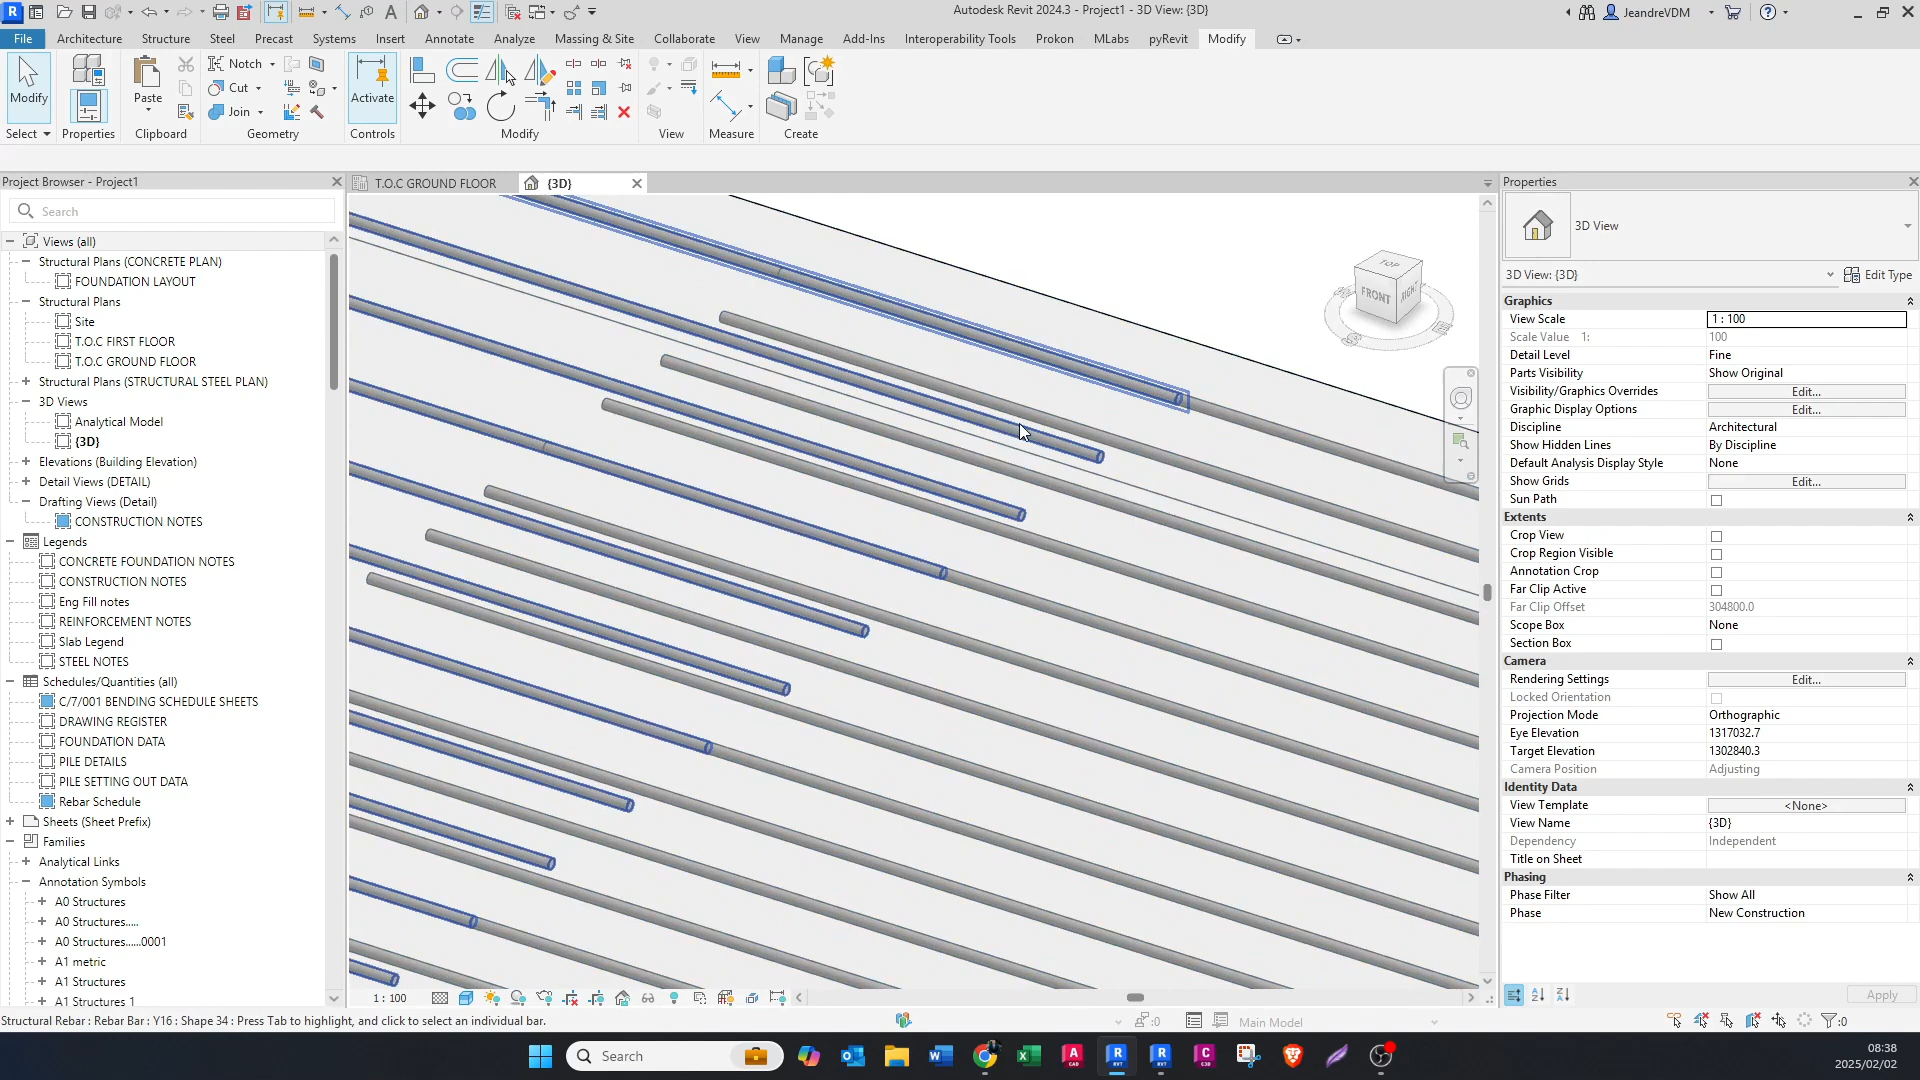 Autodesk Revit 2024.3 - Project1 - 3D View: {3D}
JeandreVDM
File Architecture Structure Steel Precast Systems Insert Annotate Analyze Massing & Site Collaborate View Manage Add-Ins Interoperability Tools Prokon MLabs pyRevit Modify
Modify
Paste
Notch
Cut
Join
Activate
Select Properties Clipboard Geometry Controls Modify View Measure Create
Project Browser - Project1
T.O.C GROUND FLOOR
{3D}
Properties
Search
Views (all)
Structural Plans (CONCRETE PLAN)
FOUNDATION LAYOUT
Structural Plans
Site
T.O.C FIRST FLOOR
T.O.C GROUND FLOOR
Structural Plans (STRUCTURAL STEEL PLAN)
3D Views
Analytical Model
{3D}
Elevations (Building Elevation)
Detail Views (DETAIL)
Drafting Views (Detail)
CONSTRUCTION NOTES
Legends
CONCRETE FOUNDATION NOTES
CONSTRUCTION NOTES
Eng Fill notes
REINFORCEMENT NOTES
Slab Legend
STEEL NOTES
Schedules/Quantities (all)
C/7/001 BENDING SCHEDULE SHEETS
DRAWING REGISTER
FOUNDATION DATA
PILE DETAILS
PILE SETTING OUT DATA
Rebar Schedule
Sheets (Sheet Prefix)
Families
Analytical Links
Annotation Symbols
A0 Structures
A0 Structures.....
A0 Structures......0001
A1 metric
A1 Structures
A1 Structures 1
TOP
FRONT
RIGHT
3D View
3D View: {3D} Edit Type
Graphics
View Scale 1 : 100
Scale Value 1: 100
Detail Level Fine
Parts Visibility Show Original
Visibility/Graphics Overrides Edit...
Graphic Display Options Edit...
Discipline Architectural
Show Hidden Lines By Discipline
Default Analysis Display Style None
Show Grids Edit...
Sun Path
Extents
Crop View
Crop Region Visible
Annotation Crop
Far Clip Active
Far Clip Offset 304800.0
Scope Box None
Section Box
Camera
Rendering Settings Edit...
Locked Orientation
Projection Mode Orthographic
Eye Elevation 1317032.7
Target Elevation 1302840.3
Camera Position Adjusting
Identity Data
View Template <None>
View Name {3D}
Dependency Independent
Title on Sheet
Phasing
Phase Filter Show All
Phase New Construction
Apply
1 : 100
Structural Rebar : Rebar Bar : Y16 : Shape 34 : Press Tab to highlight, and click to select an individual bar.
:0
Main Model
:0
Search
08:38
2025/02/02